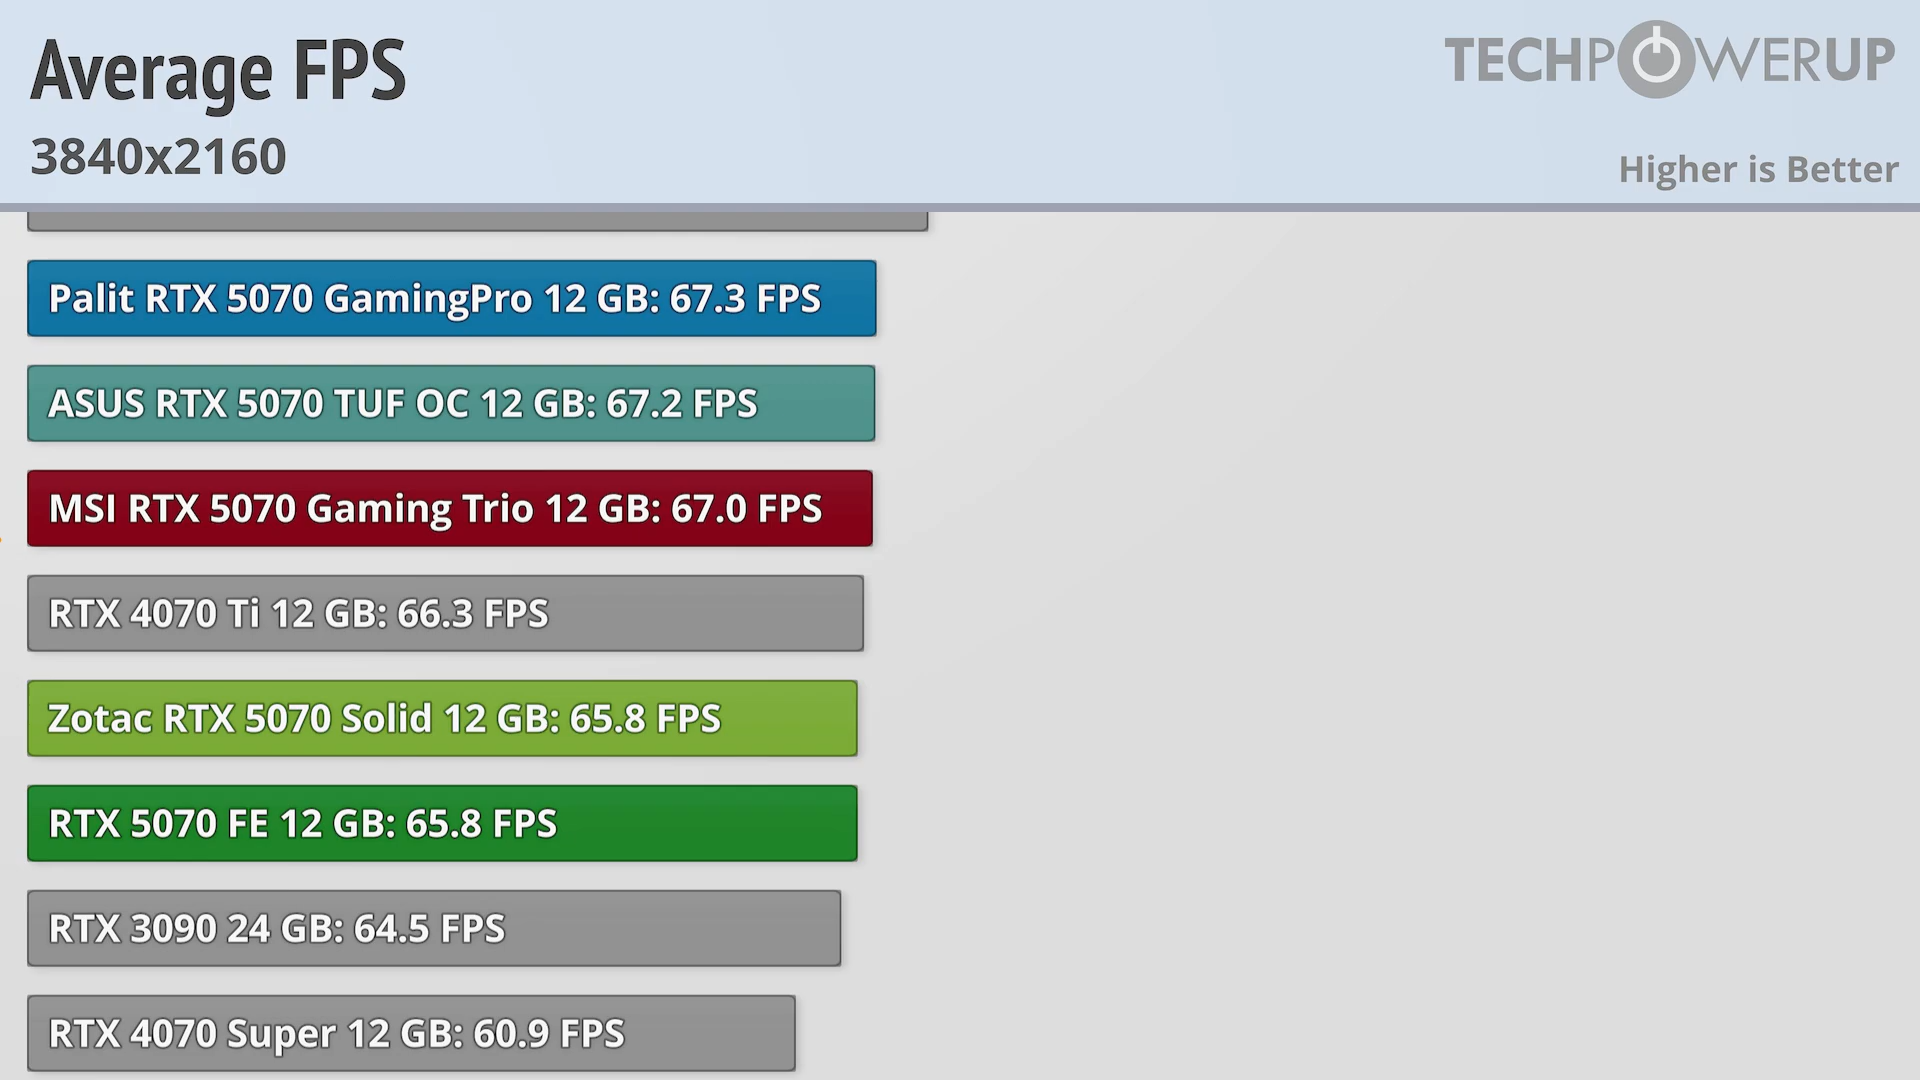 Average FPS
TECHPOWERUP
3840x2160
Higher is Better
Palit RTX 5070 GamingPro 12 GB: 67.3 FPS
ASUS RTX 5070 TUF OC 12 GB: 67.2 FPS
MSI RTX 5070 Gaming Trio 12 GB: 67.0 FPS
RTX 4070 Ti 12 GB: 66.3 FPS
Zotac RTX 5070 Solid 12 GB: 65.8 FPS
RTX 5070 FE 12 GB: 65.8 FPS
RTX 3090 24 GB: 64.5 FPS
RTX 4070 Super 12 GB: 60.9 FPS